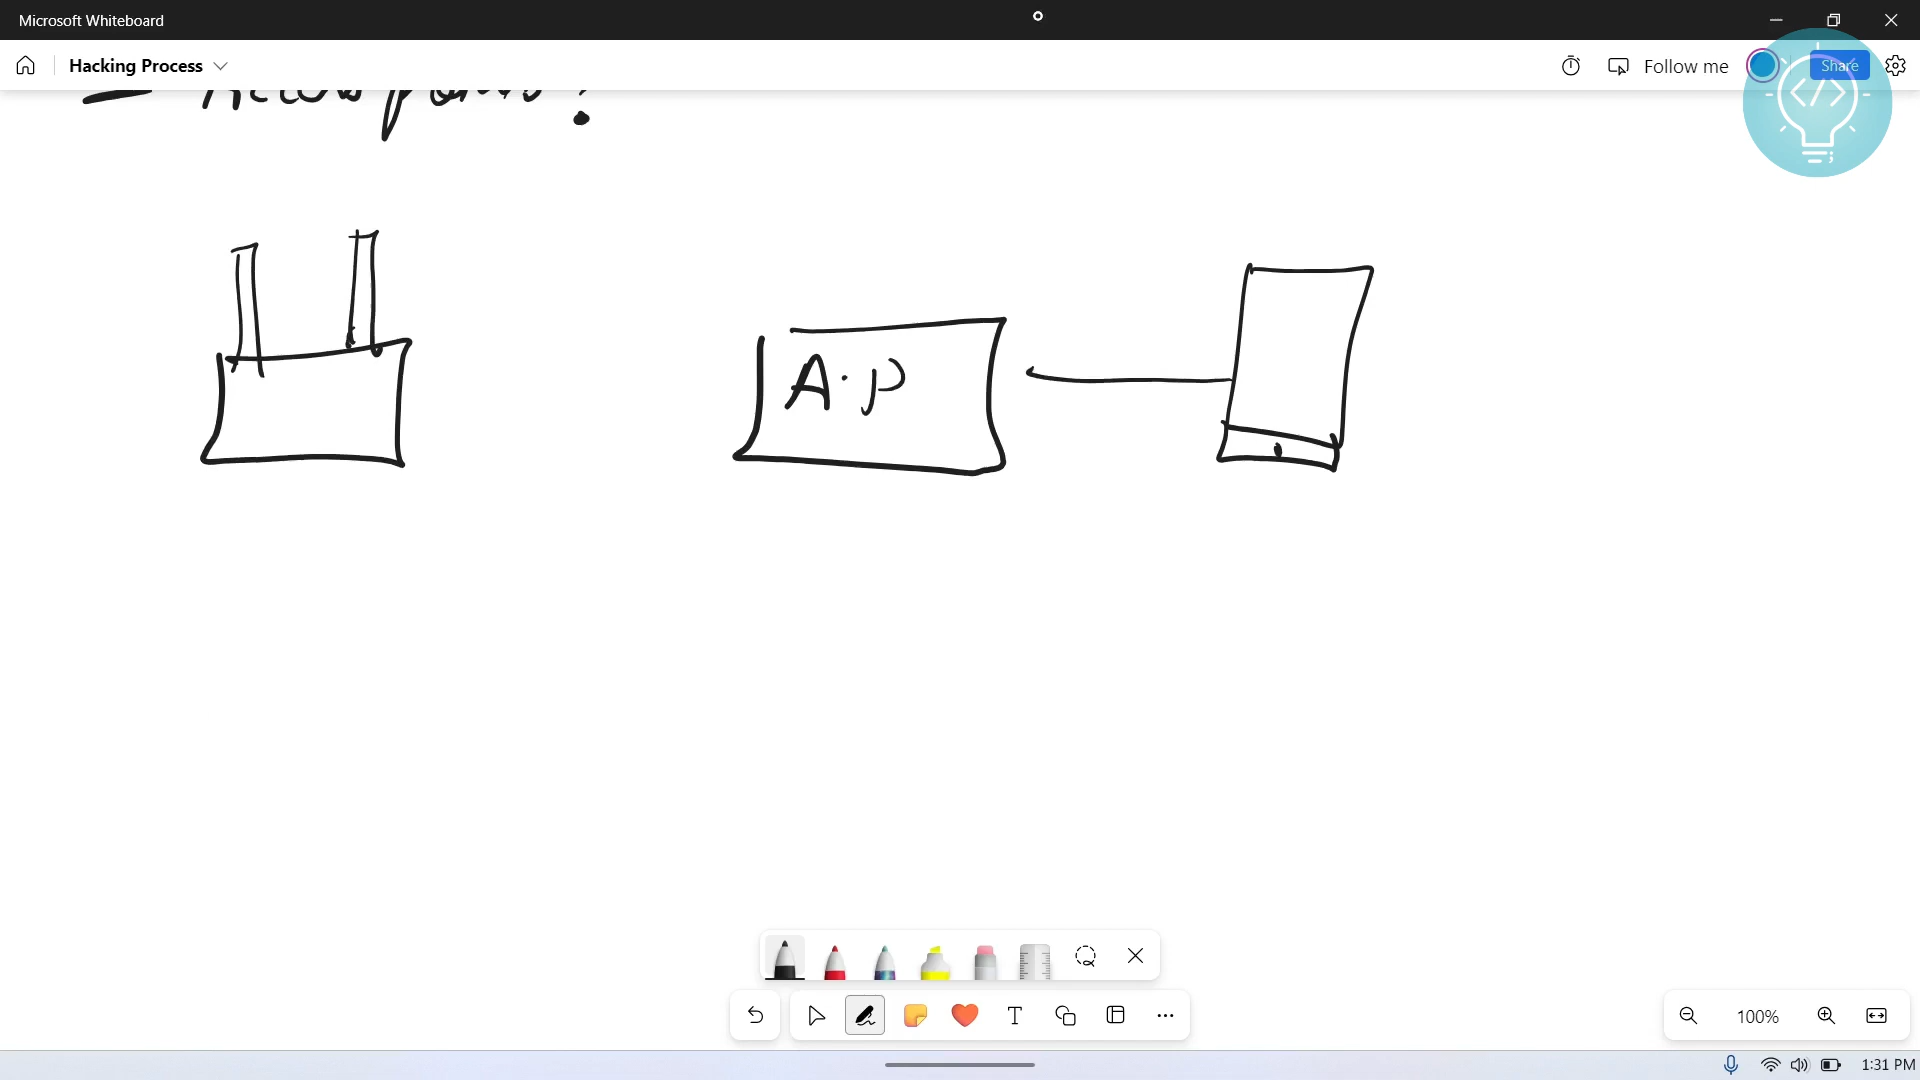 Microsoft Whiteboard
Hacking Process
Follow me
Share
</>
A.P
T
100%
1:31 PM